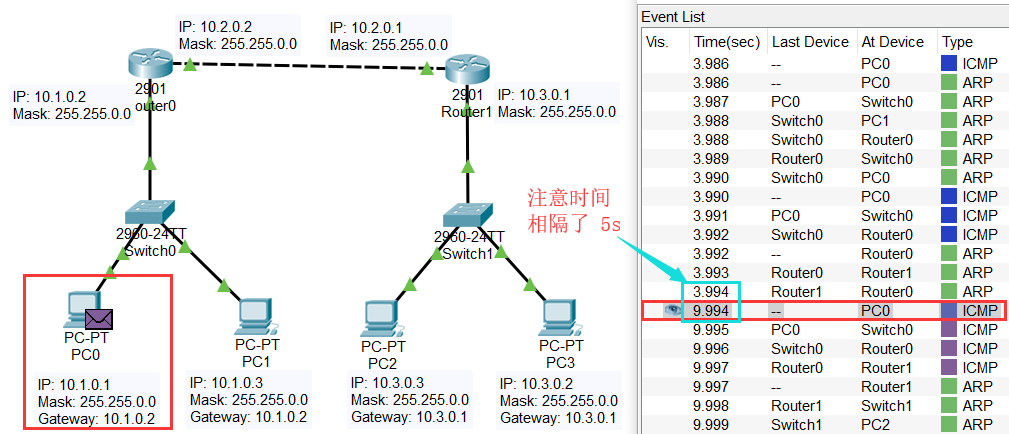 IP: 10.2.0.2
Mask: 255.255.0.0
IP: 10.2.0.1
Mask: 255.255.0.0
2901
outer0
2901
Router1
IP: 10.1.0.2
Mask: 255.255.0.0
IP: 10.3.0.1
Mask: 255.255.0.0
2960-24TT
Switch0
2960-24TT
Switch1
注意时间
相隔了 5s
PC-PT
PC0
PC-PT
PC1
PC-PT
PC2
PC-PT
PC3
IP: 10.1.0.1
Mask: 255.255.0.0
Gateway: 10.1.0.2
IP: 10.1.0.3
Mask: 255.255.0.0
Gateway: 10.1.0.2
IP: 10.3.0.3
Mask: 255.255.0.0
Gateway: 10.3.0.1
IP: 10.3.0.2
Mask: 255.255.0.0
Gateway: 10.3.0.1
Event List
Vis. Time(sec) Last Device At Device Type
3.986 -- PC0 ICMP
3.986 -- PC0 ARP
3.987 PC0 Switch0 ARP
3.988 Switch0 PC1 ARP
3.988 Switch0 Router0 ARP
3.989 Router0 Switch0 ARP
3.990 Switch0 PC0 ARP
3.990 -- PC0 ICMP
3.991 PC0 Switch0 ICMP
3.992 Switch0 Router0 ICMP
3.992 -- Router0 ARP
3.993 Router0 Router1 ARP
3.994 Router1 Router0 ARP
9.994 -- PC0 ICMP
9.995 PC0 Switch0 ICMP
9.996 Switch0 Router0 ICMP
9.997 Router0 Router1 ICMP
9.997 -- Router1 ARP
9.998 Router1 Switch1 ARP
9.999 Switch1 PC2 ARP